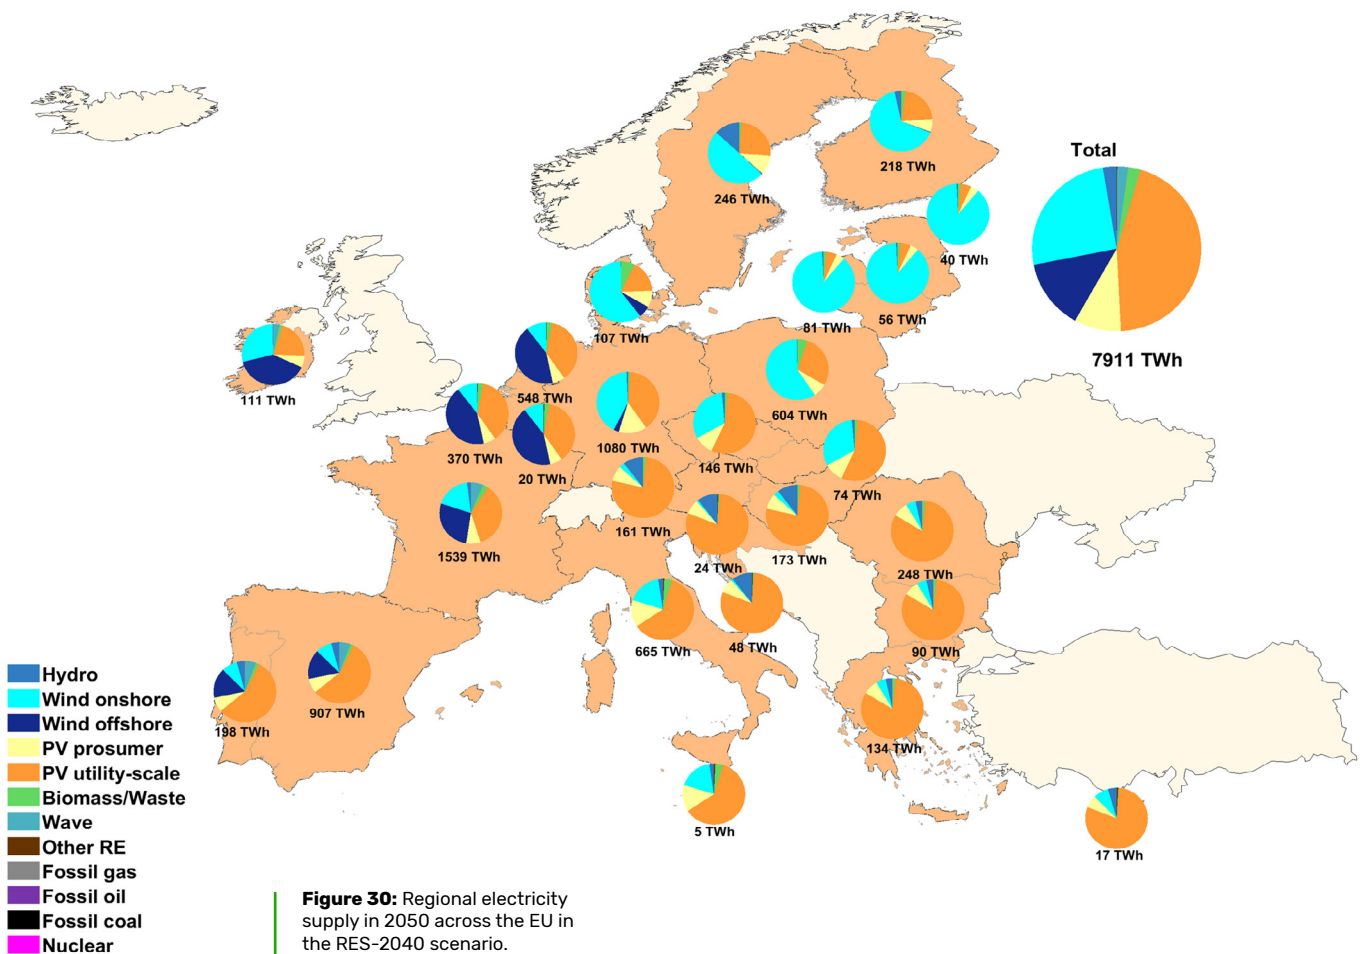 Total
218 TWh
246 TWh
40 TWh
56 TWh
81 TWh
107 TWh
7911 TWh
111 TWh
548 TWh
604 TWh
370 TWh
20 TWh
1080 TWh
146 TWh
74 TWh
1539 TWh
161 TWh
24 TWh
173 TWh
248 TWh
665 TWh
48 TWh
90 TWh
198 TWh
907 TWh
134 TWh
5 TWh
17 TWh
Hydro
Wind onshore
Wind offshore
PV prosumer
PV utility-scale
Biomass/Waste
Wave
Other RE
Fossil gas
Fossil oil
Fossil coal
Nuclear
Figure 30: Regional electricity
supply in 2050 across the EU in
the RES-2040 scenario.